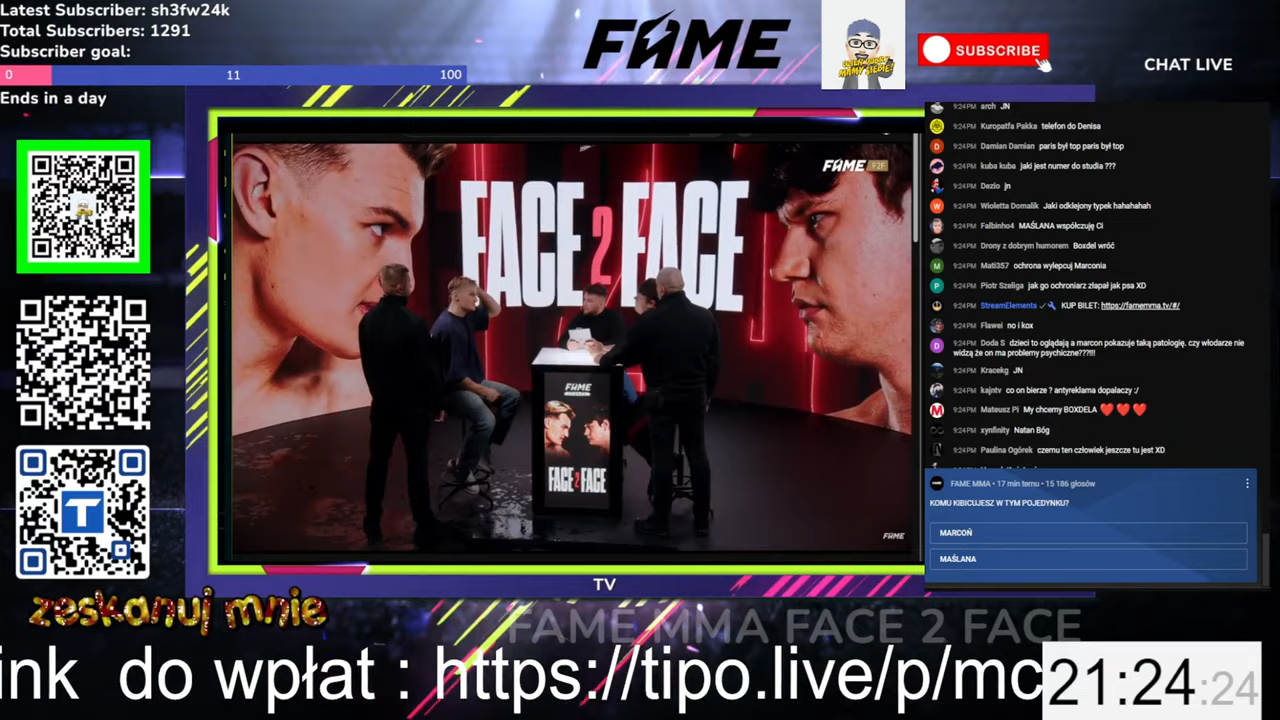 Latest Subscriber: sh3fw24k
Total Subscribers: 1291
Subscriber goal:
0 11 100
Ends in a day
FAME
SUBSCRIBE
CHAT LIVE
9:24PM arch JN
9:24PM Kuropatfa Pakka telefon do Denisa
9:24PM Damian Damian paris był top paris był top
9:24PM kuba kuba jaki jest numer do studia ???
9:24PM Dezio jn
9:24PM Wioletta Domalik Jaki odklejony typek hahahahah
9:24PM Falbinho4 MAŚLANA współczuję Ci
9:24PM Drony z dobrym humorem Boxdel wróć
9:24PM Mati357 ochrona wylepcuj Marconia
9:24PM Piotr Szeliga jak go ochroniarz złapał jak psa XD
9:24PM StreamElements KUP BILET: https://famemma.tv/#/
9:24PM Flawei no i kox
9:24PM Doda S dzieci to oglądają a marcon pokazuje taką patologię. czy włodarze nie
widzą że on ma problemy psychiczne???!!!
9:24PM Kracekg JN
9:24PM kajntv co on bierze ? antyreklama dopalaczy :/
9:24PM Mateusz Pi My chcemy BOXDELA ❤️ ❤️ ❤️
9:24PM xynfinity Natan Bóg
9:24PM Paulina Ogórek czemu ten człowiek jeszcze tu jest XD
FAME MMA • 17 min temu • 15 186 głosów
KOMU KIBICUJESZ W TYM POJEDYNKU?
MARCOŃ
MAŚLANA
FAME F2F
FACE 2 FACE
FAME
FACE 2 FACE
FAME
TV
zeskanuj mnie
FAME MMA FACE 2 FACE
ink do wpłat : https://tipo.live/p/mc
21:24:24